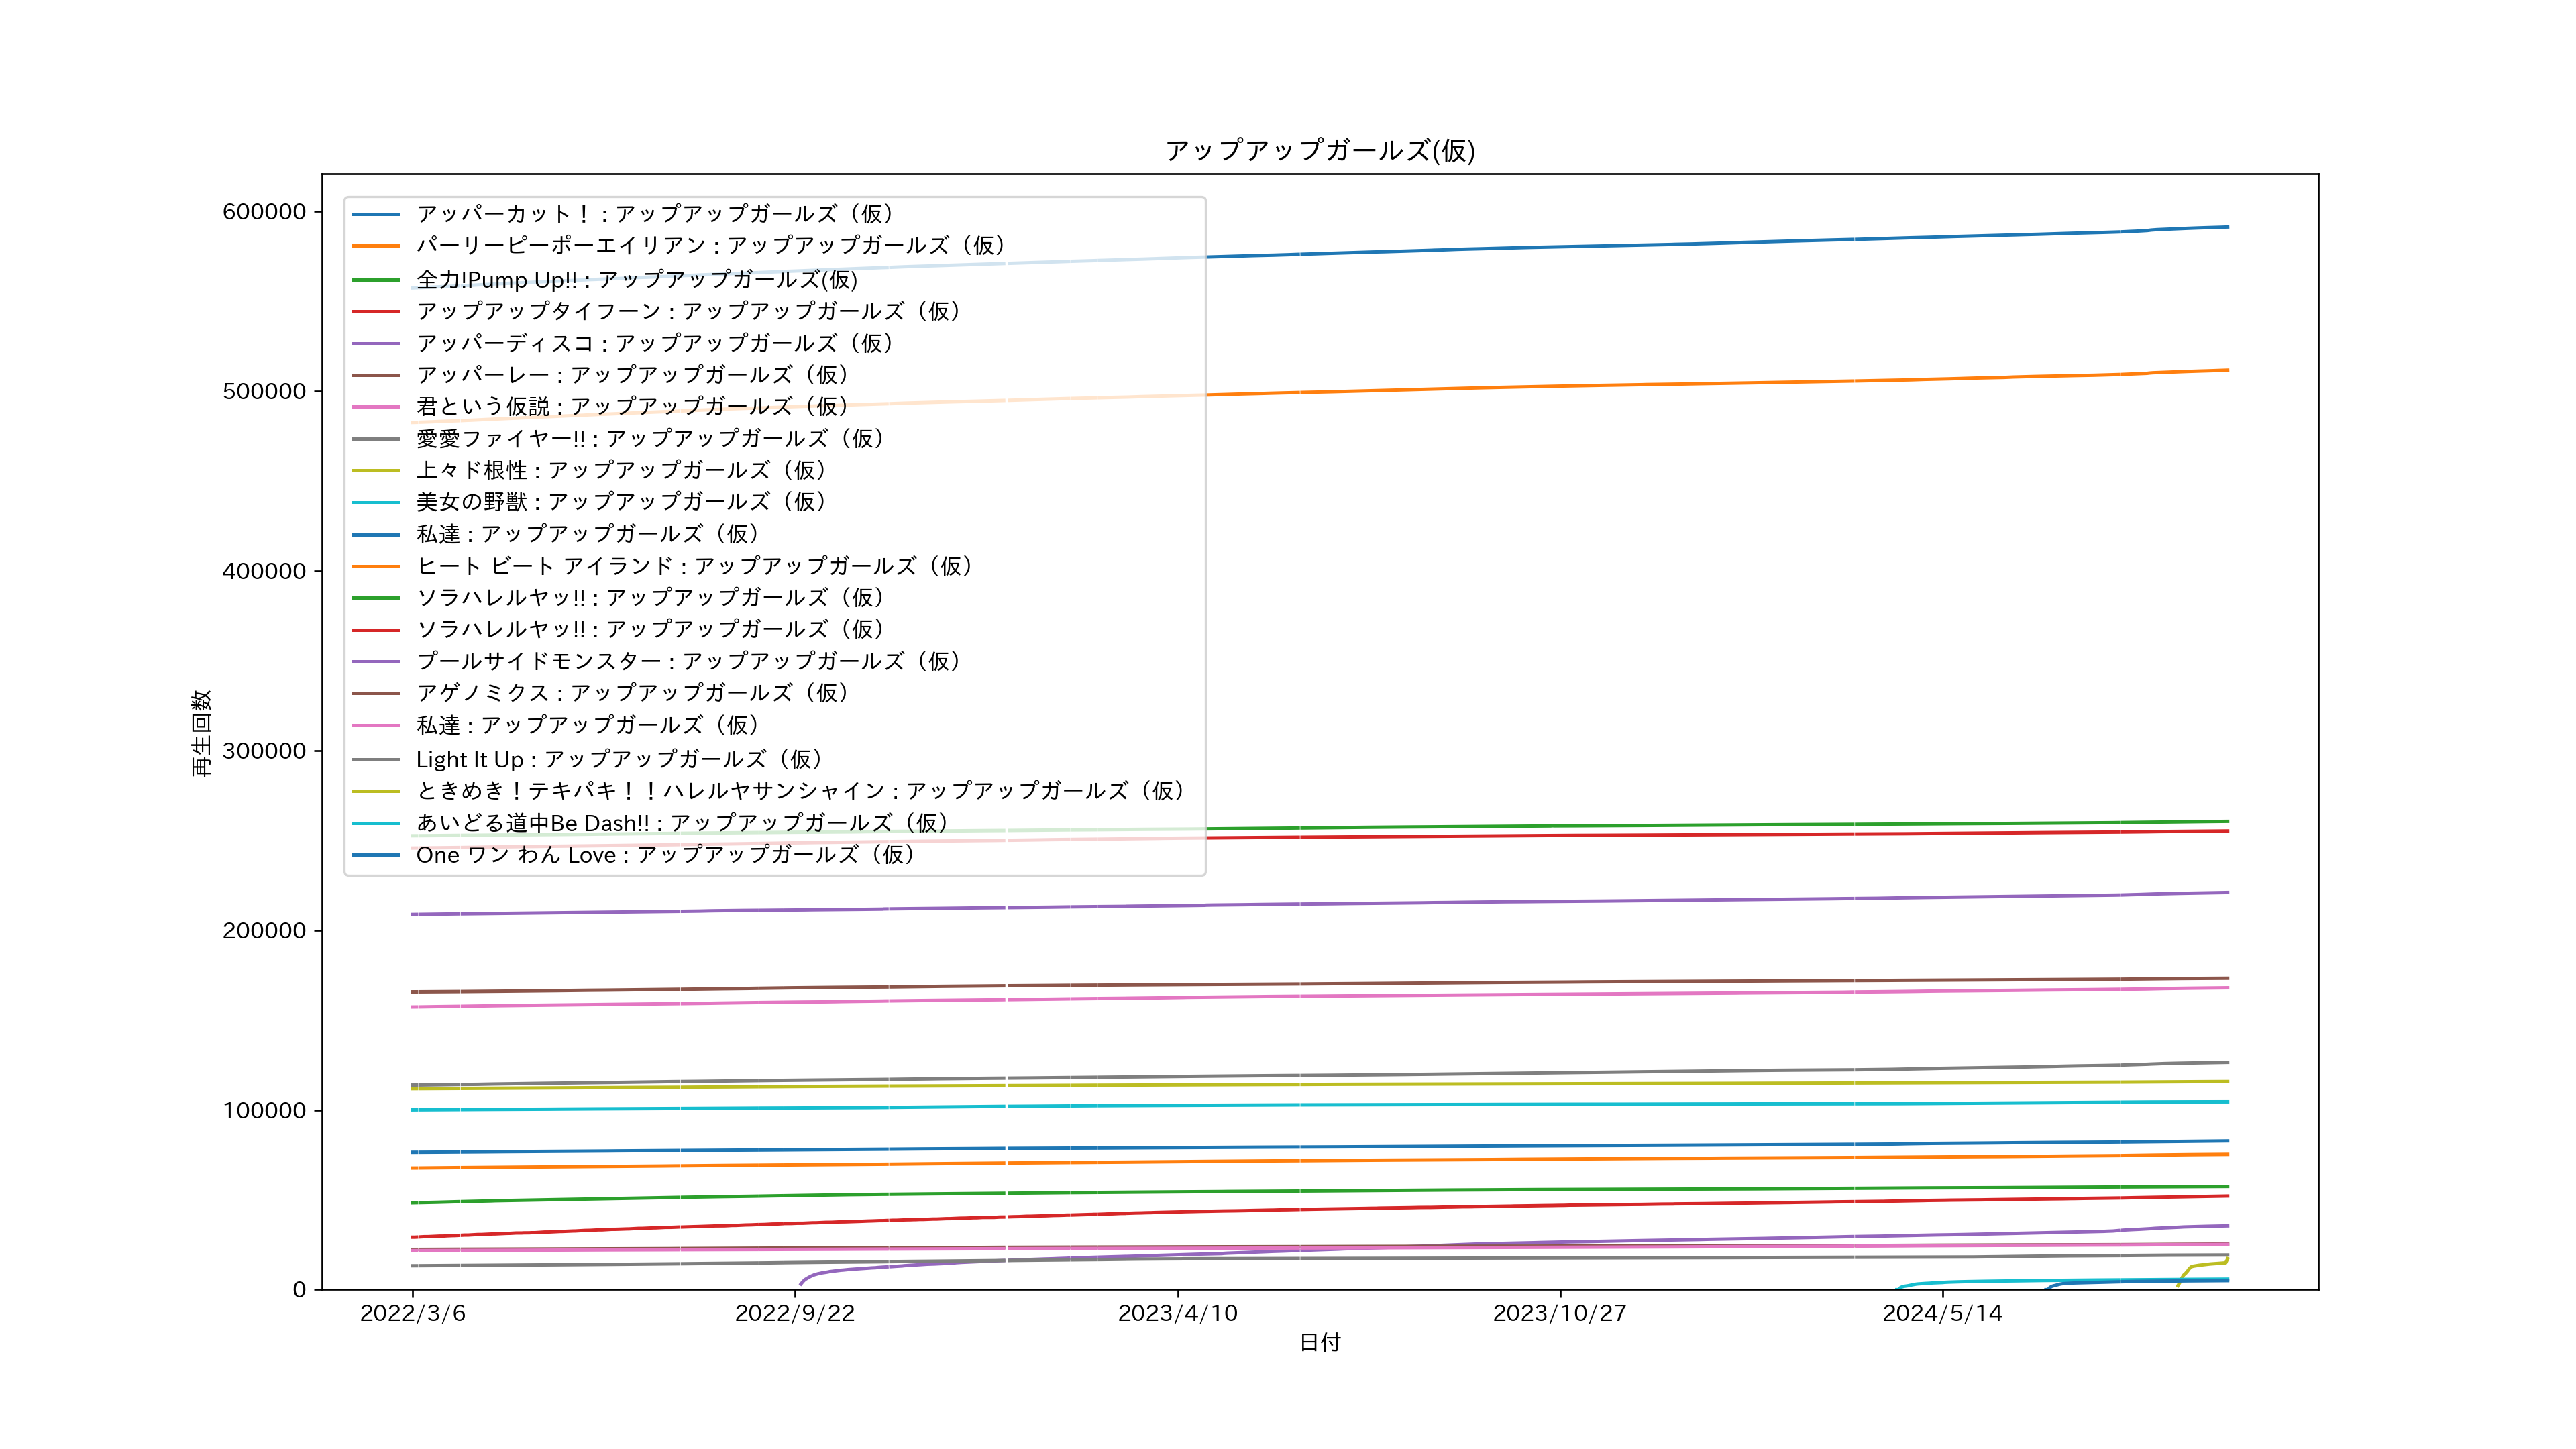 アップアップガールズ(仮)
600000
500000
400000
300000
200000
100000
0
再生回数
アッパーカット！ : アップアップガールズ（仮）
パーリーピーポーエイリアン : アップアップガールズ（仮）
全力!Pump Up!! : アップアップガールズ(仮)
アップアップタイフーン : アップアップガールズ（仮）
アッパーディスコ : アップアップガールズ（仮）
アッパーレー : アップアップガールズ（仮）
君という仮説 : アップアップガールズ（仮）
愛愛ファイヤー!! : アップアップガールズ（仮）
上々ド根性 : アップアップガールズ（仮）
美女の野獣 : アップアップガールズ（仮）
私達 : アップアップガールズ（仮）
ヒート ビート アイランド : アップアップガールズ（仮）
ソラハレルヤッ!! : アップアップガールズ（仮）
ソラハレルヤッ!! : アップアップガールズ（仮）
プールサイドモンスター : アップアップガールズ（仮）
アゲノミクス : アップアップガールズ（仮）
私達 : アップアップガールズ（仮）
Light It Up : アップアップガールズ（仮）
ときめき！テキパキ！！ハレルヤサンシャイン : アップアップガールズ（仮）
あいどる道中Be Dash!! : アップアップガールズ（仮）
One ワン わん Love : アップアップガールズ（仮）
2022/3/6
2022/9/22
2023/4/10
2023/10/27
2024/5/14
日付